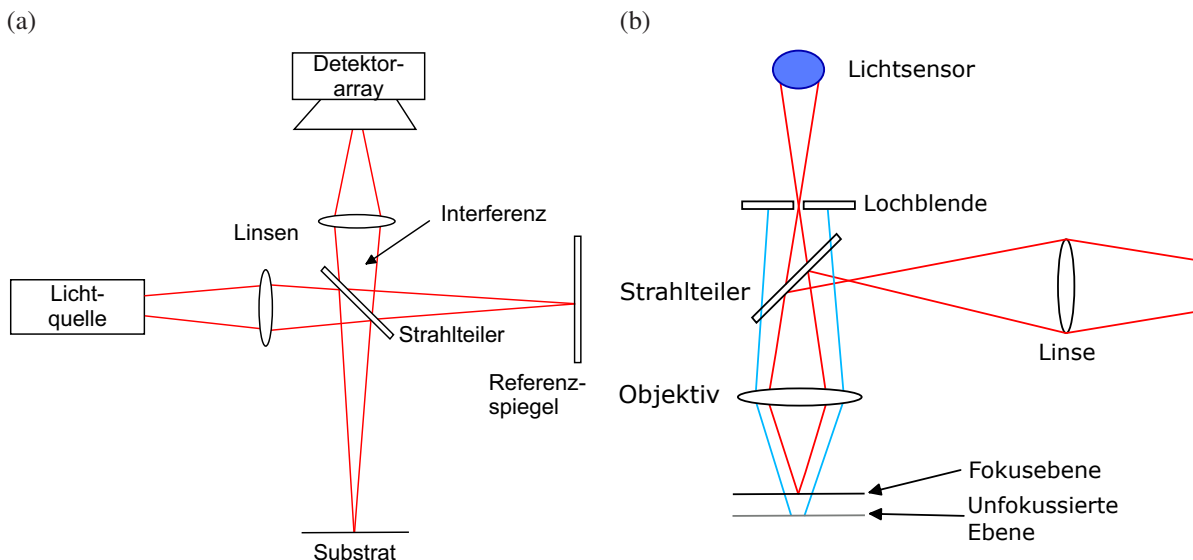 (a)
Detektor-
array
Interferenz
Linsen
Licht-
quelle
Strahlteiler
Referenz-
spiegel
Substrat
(b)
Lichtsensor
Lochblende
Strahlteiler
Linse
Objektiv
Fokusebene
Unfokussierte
Ebene